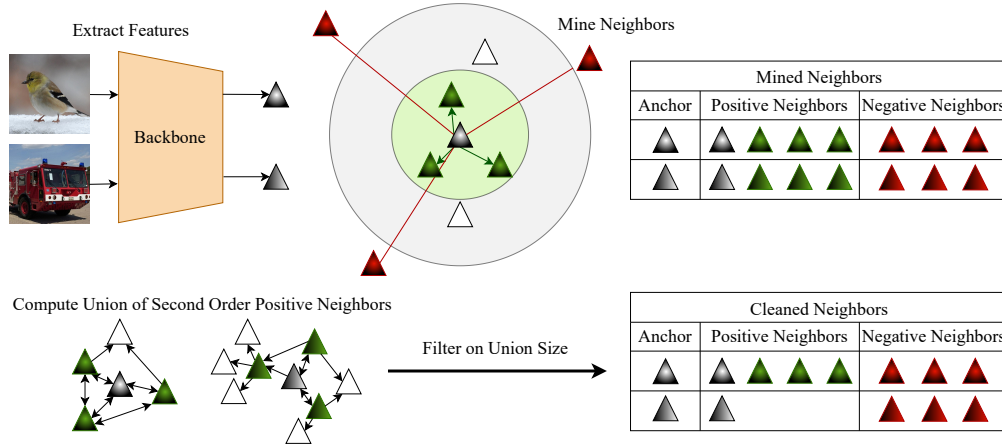 Extract Features
Backbone
Mine Neighbors
Mined Neighbors
Anchor Positive Neighbors Negative Neighbors
Compute Union of Second Order Positive Neighbors
Filter on Union Size
Cleaned Neighbors
Anchor Positive Neighbors Negative Neighbors